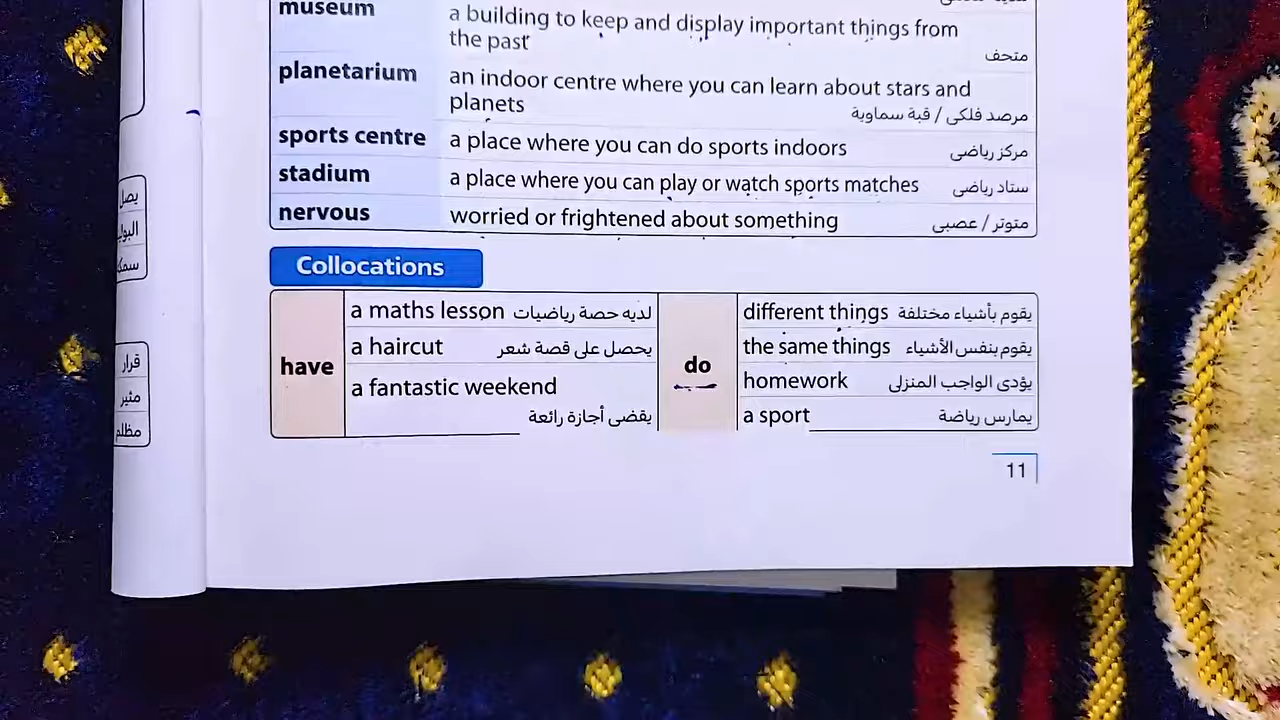 museum
a building to keep and display important things from
the past
متحف
planetarium
an indoor centre where you can learn about stars and
planets
مرصد فلكى / قبة سماوية
sports centre a place where you can do sports indoors مركز رياضى
stadium a place where you can play or watch sports matches ستاد رياضى
nervous worried or frightened about something متوتر / عصبى
Collocations
have
a maths lesson لديه حصة رياضيات
a haircut يحصل على قصة شعر
a fantastic weekend
يقضى أجازة رائعة
do
different things يقوم بأشياء مختلفة
the same things يقوم بنفس الأشياء
homework يؤدى الواجب المنزلى
a sport يمارس رياضة
11
يصل
قرار
مثير